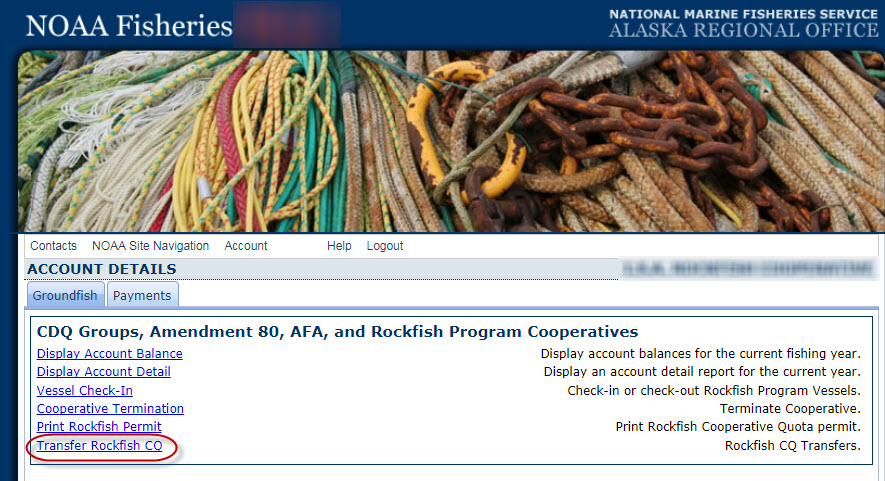 NOAA Fisheries
NATIONAL MARINE FISHERIES SERVICE
ALASKA REGIONAL OFFICE
Contacts NOAA Site Navigation Account Help Logout
ACCOUNT DETAILS
Groundfish Payments
CDQ Groups, Amendment 80, AFA, and Rockfish Program Cooperatives
Display Account Balance Display account balances for the current fishing year.
Display Account Detail Display an account detail report for the current year.
Vessel Check-In Check-in or check-out Rockfish Program Vessels.
Cooperative Termination Terminate Cooperative.
Print Rockfish Permit Print Rockfish Cooperative Quota permit.
Transfer Rockfish CQ Rockfish CQ Transfers.